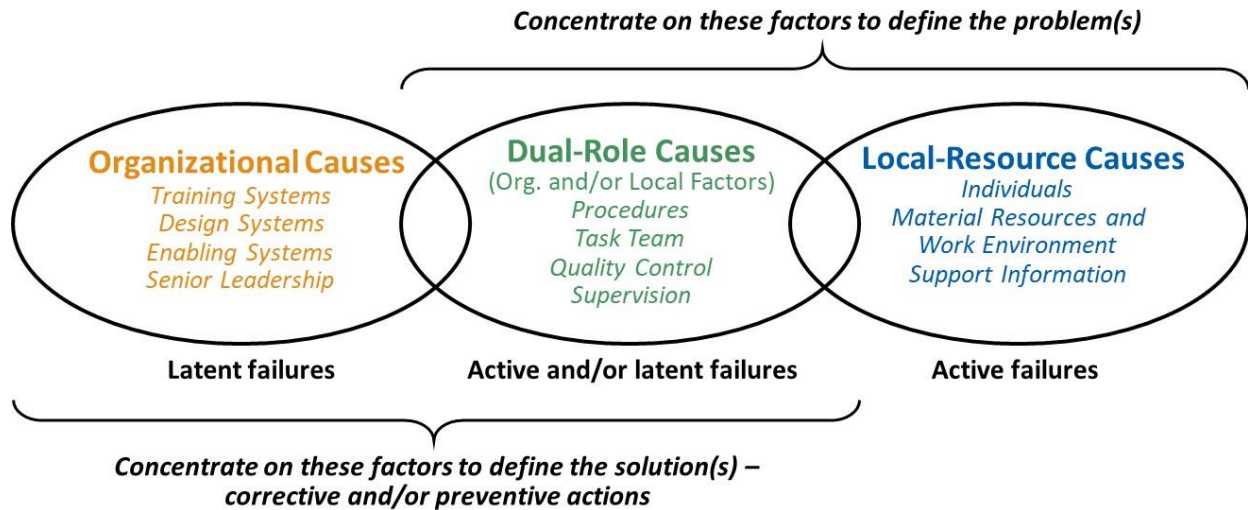 Concentrate on these factors to define the problem(s)
Organizational Causes
Training Systems
Design Systems
Enabling Systems
Senior Leadership
Dual-Role Causes
(Org. and/or Local Factors)
Procedures
Task Team
Quality Control
Supervision
Local-Resource Causes
Individuals
Material Resources and
Work Environment
Support Information
Latent failures
Active and/or latent failures
Active failures
Concentrate on these factors to define the solution(s) –
corrective and/or preventive actions